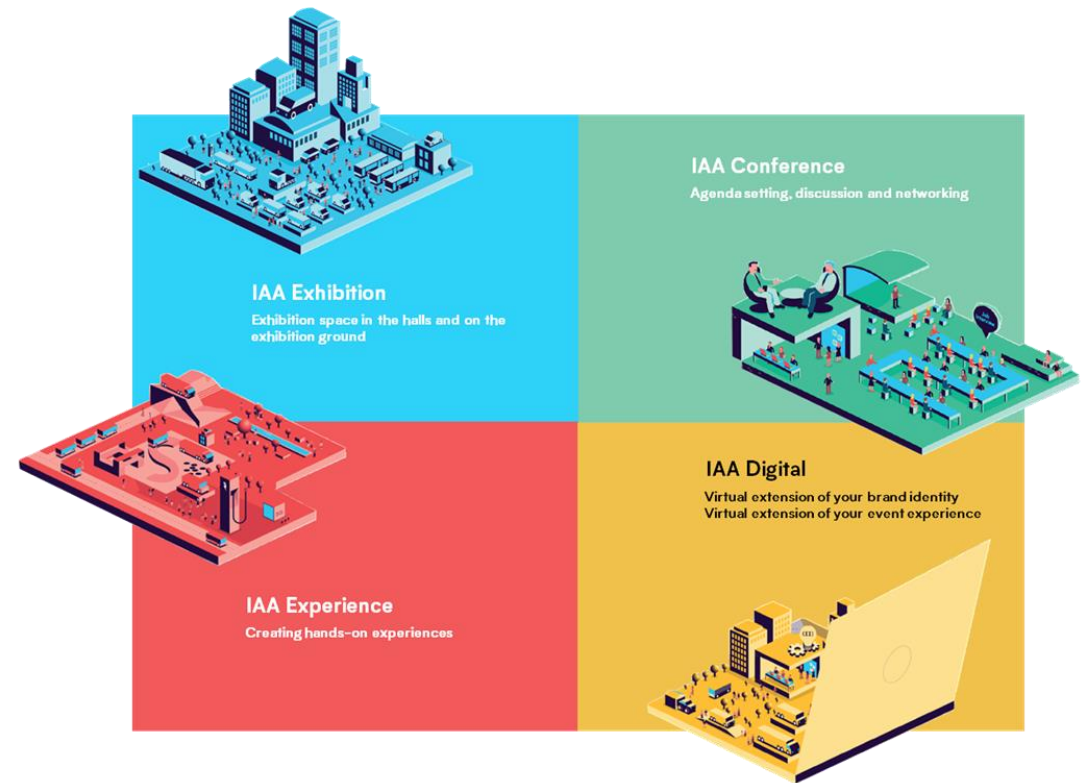 IAA Exhibition
Exhibition space in the halls and on the
exhibition ground
IAA Conference
Agenda setting, discussion and networking
Job
Interview
IAA Experience
Creating hands-on experiences
IAA Digital
Virtual extension of your brand identity
Virtual extension of your event experience